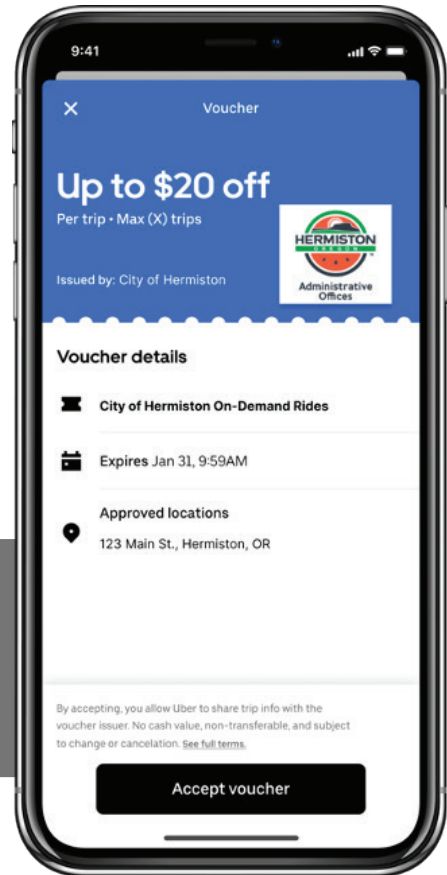 9:41
Voucher
Up to $20 off
Per trip • Max (X) trips
HERMISTON
OREGON
Administrative
Offices
Issued by: City of Hermiston
Voucher details
City of Hermiston On-Demand Rides
Expires Jan 31, 9:59AM
Approved locations
123 Main St., Hermiston, OR
By accepting, you allow Uber to share trip info with the
voucher issuer. No cash value, non-transferable, and subject
to change or cancelation. See full terms.
Accept voucher